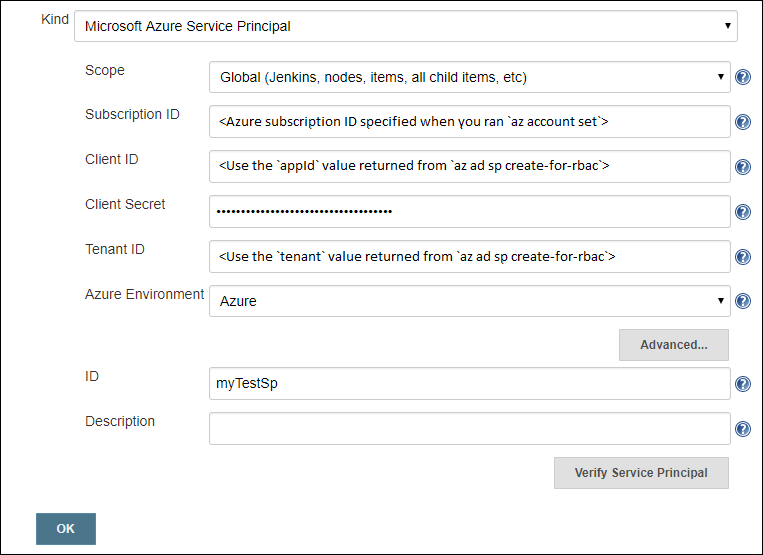 Kind Microsoft Azure Service Principal
Scope Global (Jenkins, nodes, items, all child items, etc)
Subscription ID <Azure subscription ID specified when you ran `az account set`>
Client ID <Use the `appId` value returned from `az ad sp create-for-rbac`>
Client Secret ••••••••••••••••••••••••••••••••••••
Tenant ID <Use the `tenant` value returned from `az ad sp create-for-rbac`>
Azure Environment Azure
Advanced...
ID myTestSp
Description
Verify Service Principal
OK